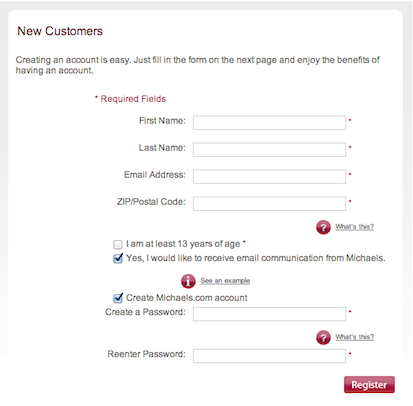 New Customers
Creating an account is easy. Just fill in the form on the next page and enjoy the benefits of
having an account.
* Required Fields
First Name: *
Last Name: *
Email Address: *
ZIP/Postal Code: *
? What's this?
I am at least 13 years of age *
Yes, I would like to receive email communication from Michaels.
i See an example
Create Michaels.com account
Create a Password: *
? What's this?
Reenter Password: *
Register